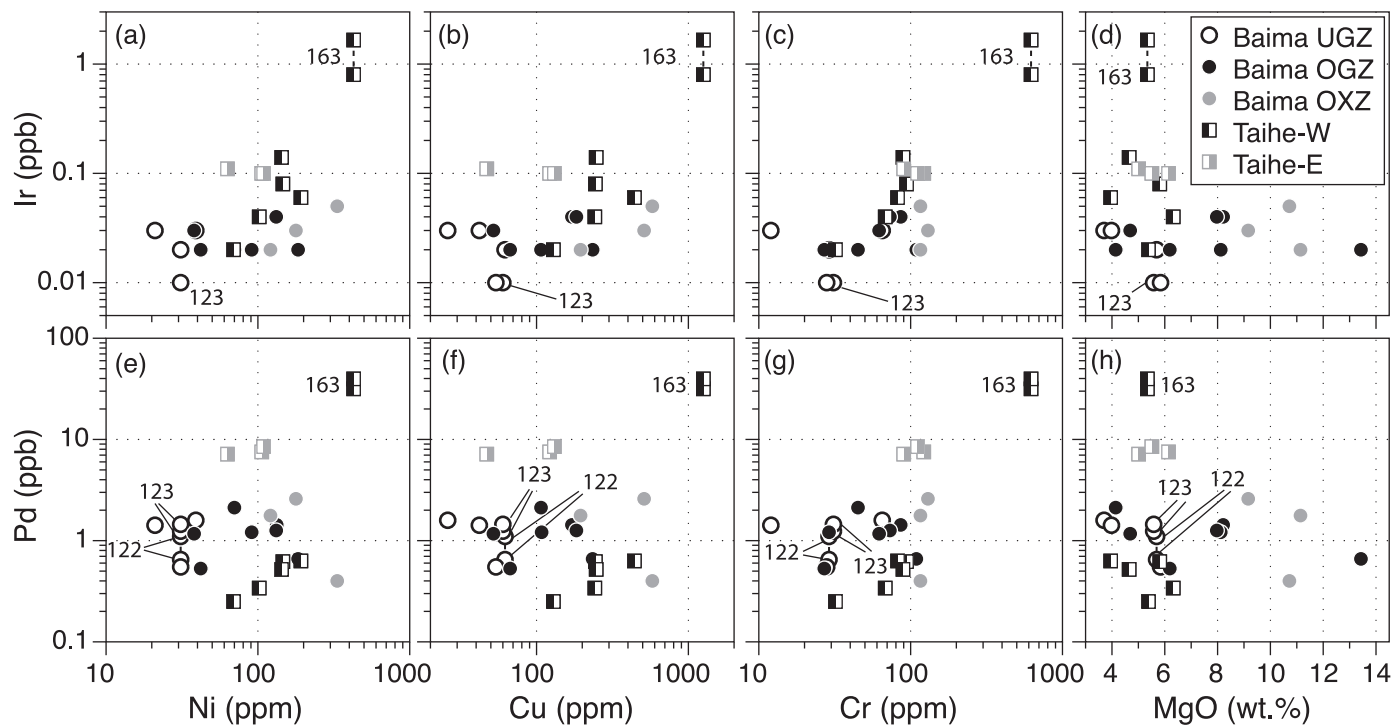 (a)
(b)
(c)
(d)
Baima UGZ
Baima OGZ
Baima OXZ
Taihe-W
Taihe-E
163
163
163
163
1
0.1
0.01
Ir (ppb)
123
123
123
123
(e)
(f)
(g)
(h)
163
163
163
163
100
10
1
0.1
Pd (ppb)
123
122
123
122
122
123
123
122
10
100
1000
100
1000
10
100
1000
4
6
8
10
12
14
Ni (ppm)
Cu (ppm)
Cr (ppm)
MgO (wt.%)